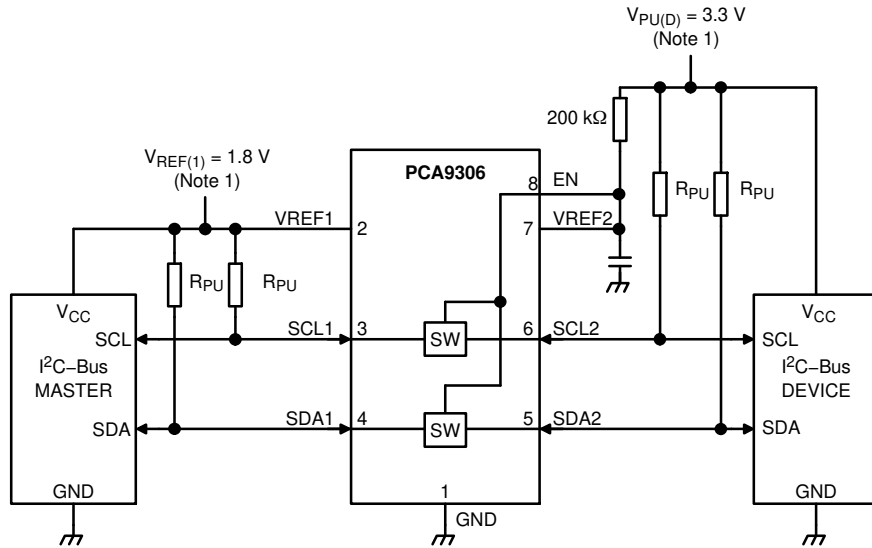 V_PU(D) = 3.3 V
(Note 1)
200 kΩ
V_REF(1) = 1.8 V
(Note 1)
PCA9306
8
EN
R_PU
R_PU
VREF1
2
7
VREF2
R_PU
R_PU
V_CC
V_CC
SCL
SCL1
3
SW
6
SCL2
SCL
I²C-Bus
MASTER
I²C-Bus
DEVICE
SDA
SDA1
4
SW
5
SDA2
SDA
GND
1
GND
GND